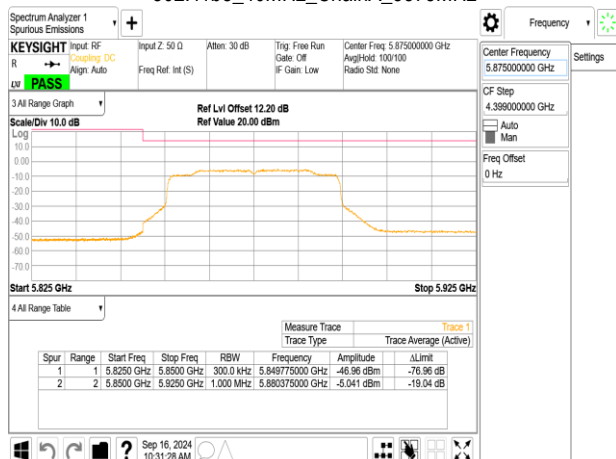 Spectrum Analyzer 1
Spurious Emissions
KEYSIGHT
R
PASS
Input: RF
Coupling: DC
Align: Auto
Input Z: 50 Ω
Freq Ref: Int (S)
Atten: 30 dB
Trig: Free Run
Gate: Off
IF Gain: Low
Center Freq: 5.875000000 GHz
Avg|Hold: 100/100
Radio Std: None
3 All Range Graph
Scale/Div 10.0 dB
Ref Lvl Offset 12.20 dB
Ref Value 20.00 dBm
Log
10.0
0.00
-10.0
-20.0
-30.0
-40.0
-50.0
-60.0
-70.0
Start 5.825 GHz
Stop 5.925 GHz
4 All Range Table
Measure Trace Trace 1
Trace Type Trace Average (Active)
Spur Range Start Freq Stop Freq RBW Frequency Amplitude ΔLimit
1 1 5.8250 GHz 5.8500 GHz 300.0 kHz 5.849775000 GHz -46.96 dBm -76.96 dB
2 2 5.8500 GHz 5.9250 GHz 1.000 MHz 5.880375000 GHz -5.041 dBm -19.04 dB
Sep 16, 2024
10:31:28 AM
Frequency
Center Frequency
5.875000000 GHz
CF Step
4.399000000 GHz
Auto
Man
Freq Offset
0 Hz
Settings